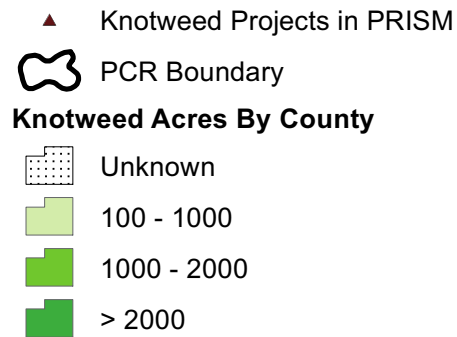 Knotweed Projects in PRISM
PCR Boundary
Knotweed Acres By County
Unknown
100 - 1000
1000 - 2000
> 2000